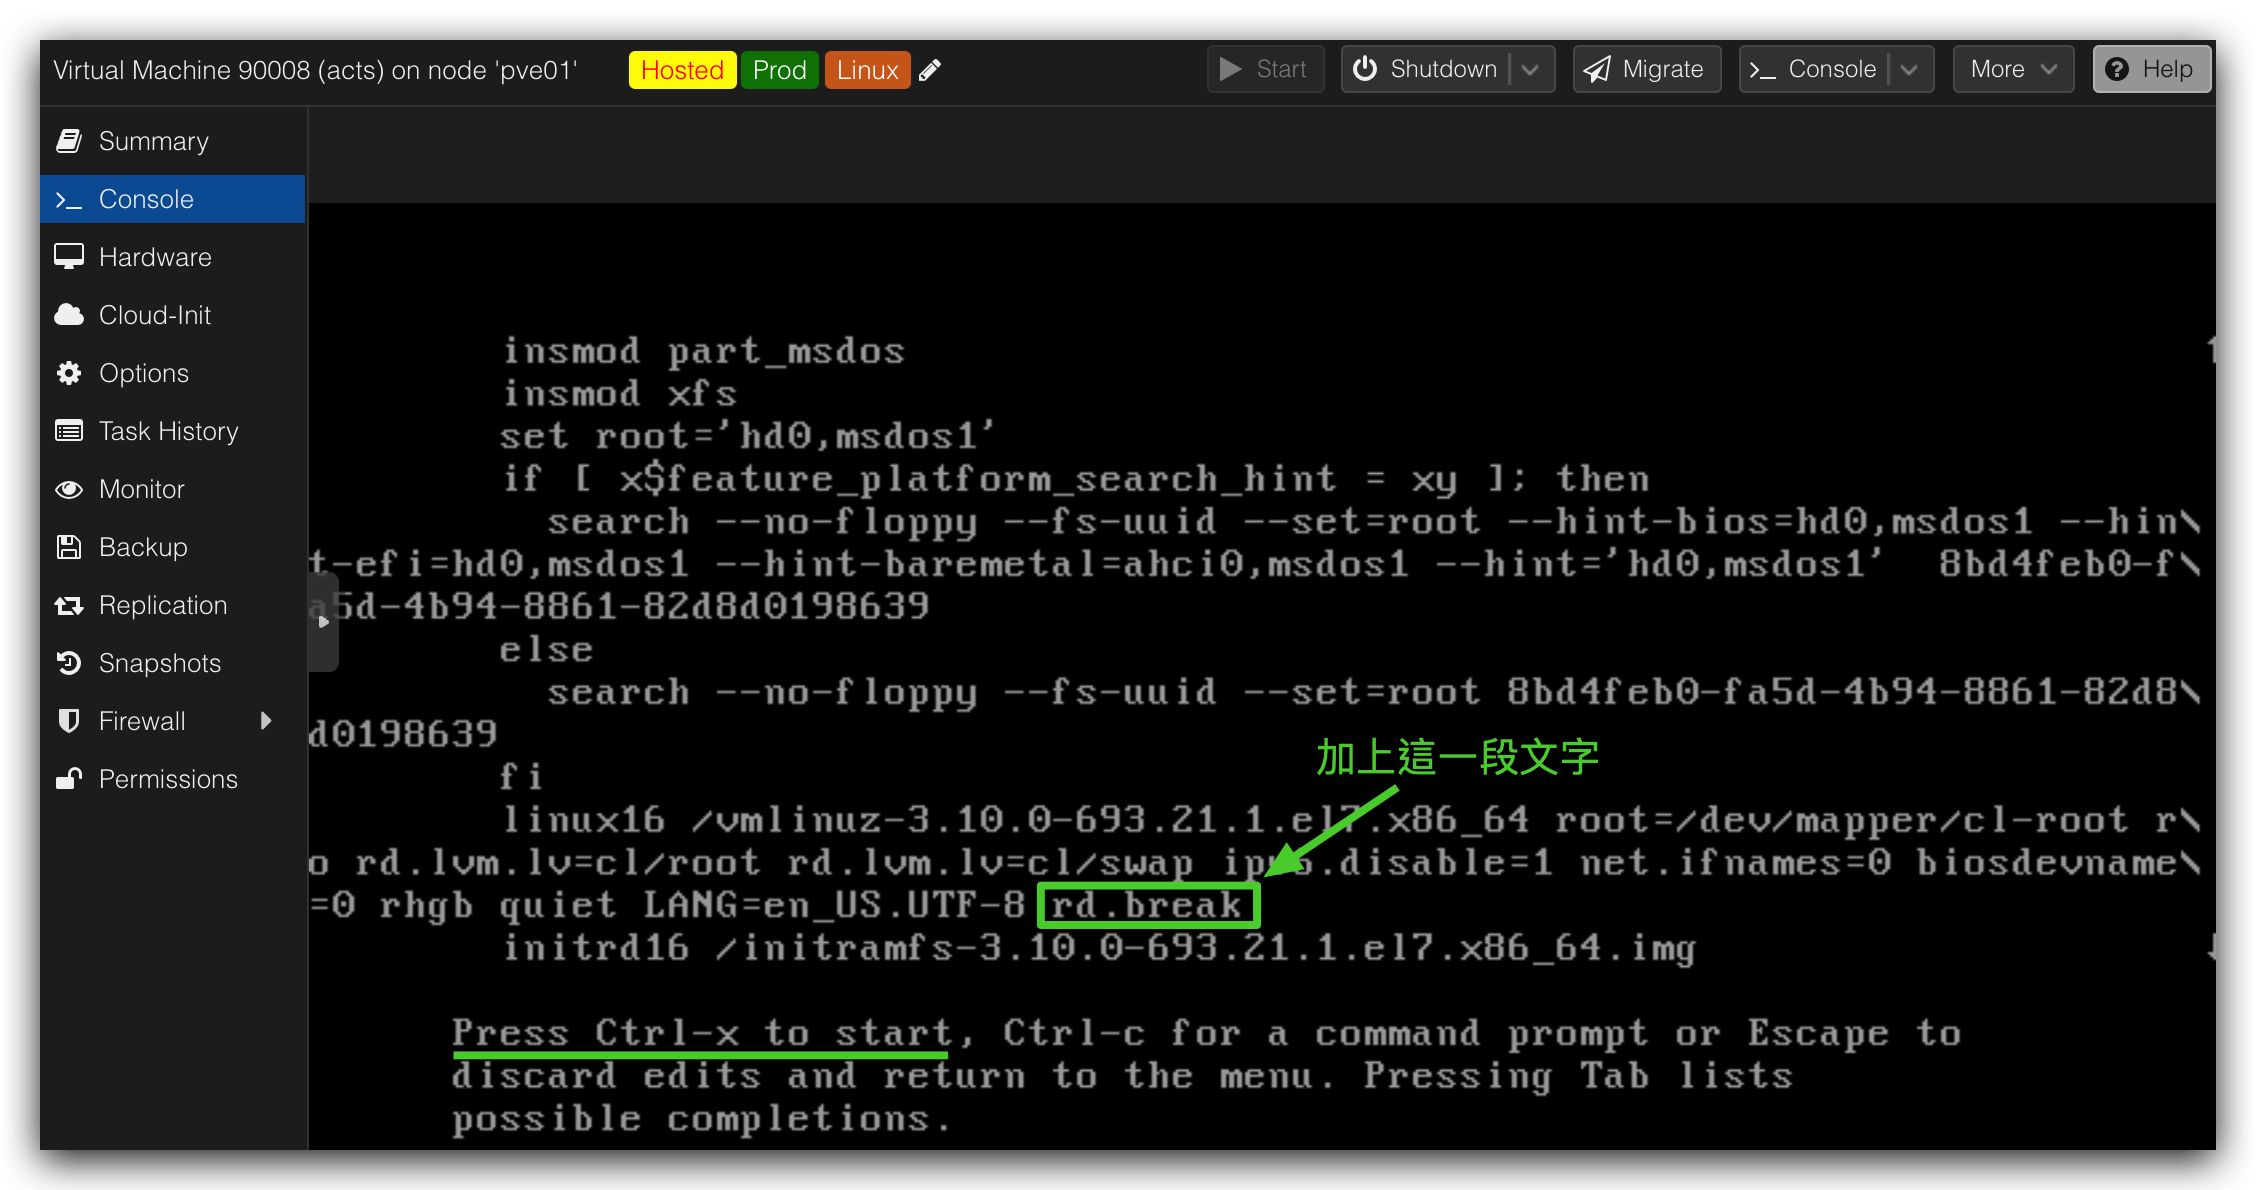 Virtual Machine 90008 (acts) on node 'pve01' Hosted Prod Linux Start Shutdown Migrate Console More Help
Summary
Console
Hardware
Cloud-Init
Options
Task History
Monitor
Backup
Replication
Snapshots
Firewall
Permissions
insmod part_msdos
insmod xfs
set root='hd0,msdos1'
if [ x$feature_platform_search_hint = xy ]; then
search --no-floppy --fs-uuid --set=root --hint-bios=hd0,msdos1 --hin\
t-efi=hd0,msdos1 --hint-baremetal=ahci0,msdos1 --hint='hd0,msdos1' 8bd4feb0-f\
a5d-4b94-8861-82d8d0198639
else
search --no-floppy --fs-uuid --set=root 8bd4feb0-fa5d-4b94-8861-82d8\
d0198639
fi
加上這一段文字
linux16 /vmlinuz-3.10.0-693.21.1.el7.x86_64 root=/dev/mapper/cl-root r\
o rd.lvm.lv=cl/root rd.lvm.lv=cl/swap ipv6.disable=1 net.ifnames=0 biosdevname\
=0 rhgb quiet LANG=en_US.UTF-8 rd.break
initrd16 /initramfs-3.10.0-693.21.1.el7.x86_64.img
Press Ctrl-x to start, Ctrl-c for a command prompt or Escape to
discard edits and return to the menu. Pressing Tab lists
possible completions.